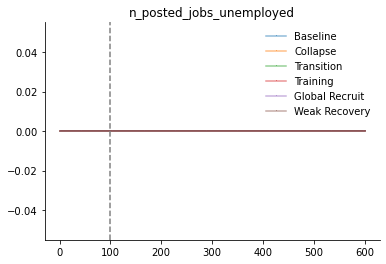 n_posted_jobs_unemployed
Baseline
Collapse
Transition
Training
Global Recruit
Weak Recovery
0.04
0.02
0.00
−0.02
−0.04
0 100 200 300 400 500 600